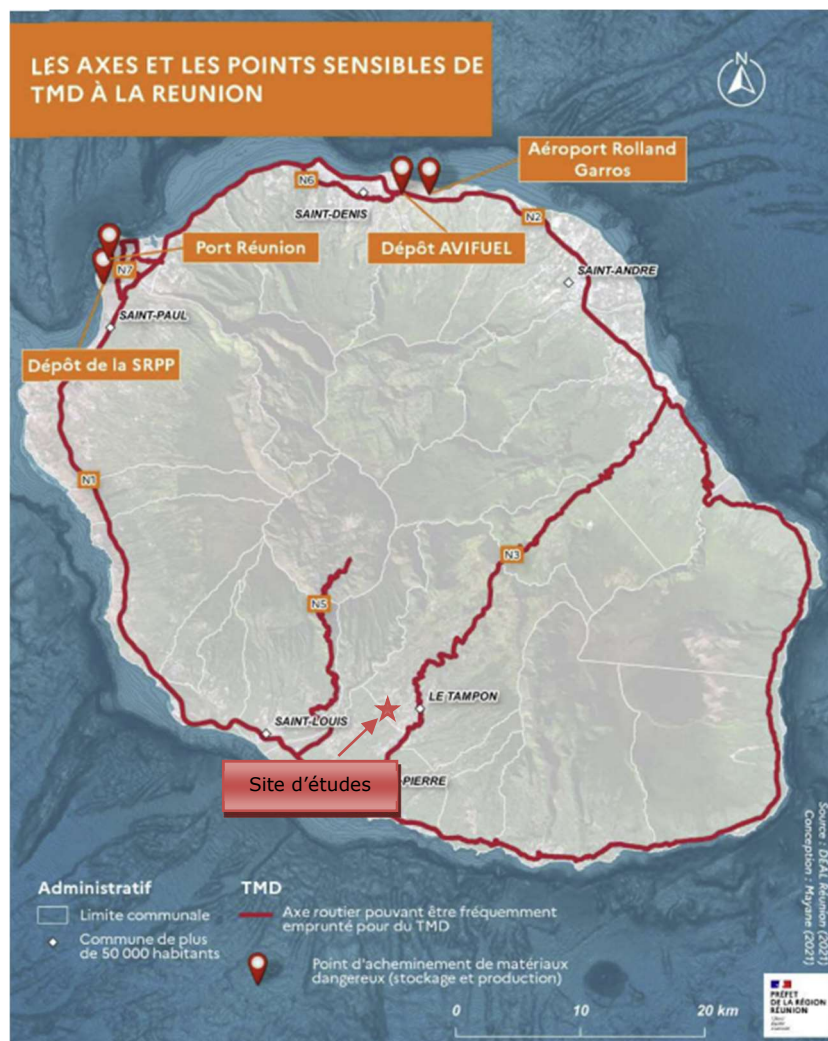 LES AXES ET LES POINTS SENSIBLES DE
TMD À LA REUNION
N
Aéroport Rolland
Garros
N6
SAINT-DENIS
N2
Port Réunion
Dépôt AVIFUEL
N7
SAINT-ANDRE
SAINT-PAUL
Dépôt de la SRPP
N1
N3
N5
LE TAMPON
SAINT-LOUIS
Site d'études
-PIERRE
Source : DEAL Réunion (2021)
Conception : Mayane (2021)
Administratif
Limite communale
Commune de plus
de 50 000 habitants
TMD
Axe routier pouvant être fréquemment
emprunté pour du TMD
Point d'acheminement de matériaux
dangereux (stockage et production)
0 10 20 km
PRÉFET
DE LA RÉGION
RÉUNION